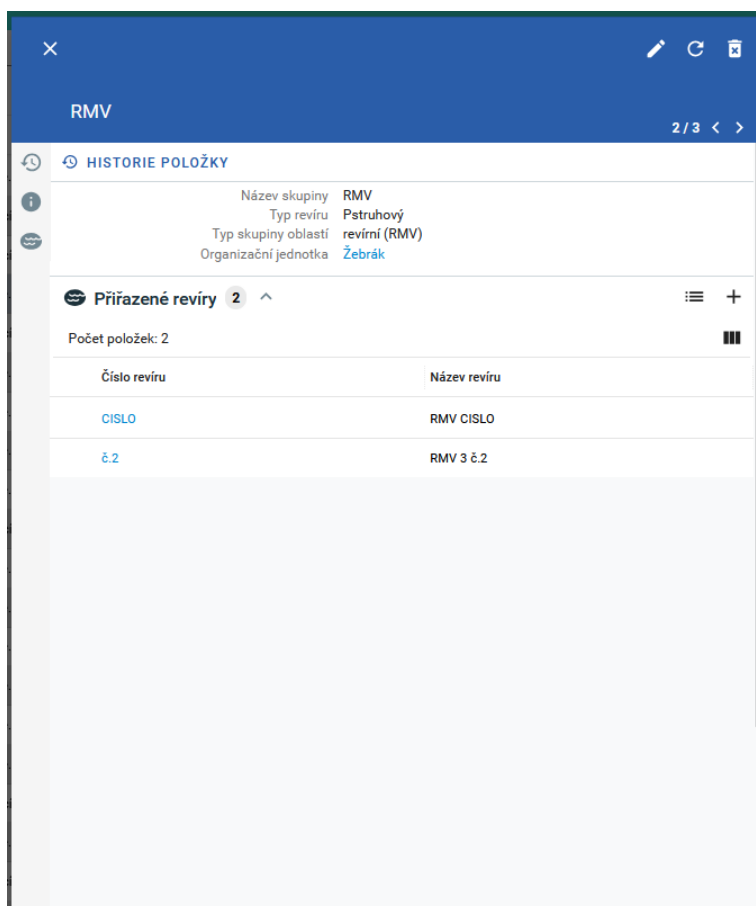 RMV
2 / 3
HISTORIE POLOŽKY
Název skupiny RMV
Typ revíru Pstruhový
Typ skupiny oblastí revírní (RMV)
Organizační jednotka Žebrák
Přiřazené revíry 2
Počet položek: 2
Číslo revíru Název revíru
CISLO RMV CISLO
č.2 RMV 3 č.2